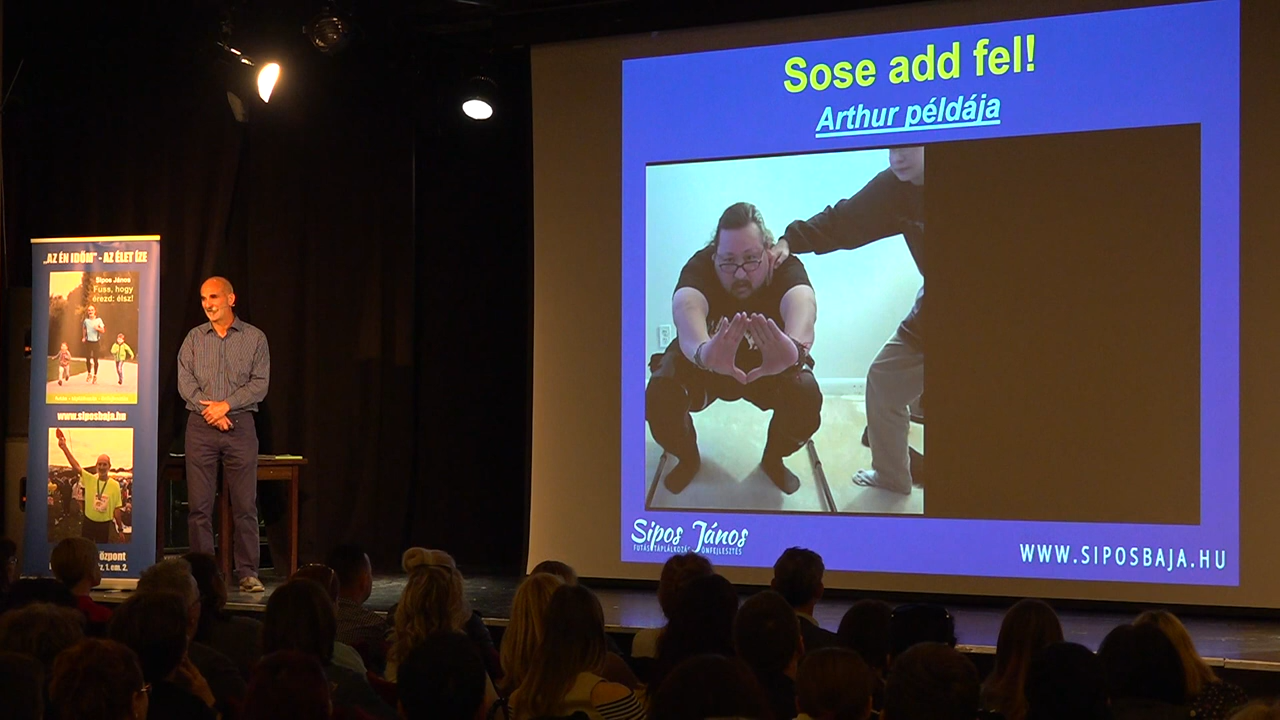 Sose add fel!
Arthur példája
„AZ ÉN IDŐM” - AZ ÉLET ÍZE
Sipos János
Fuss, hogy
érezd: élsz!
www.siposbaja.hu
Sipos János
WWW.SIPOSBAJA.HU